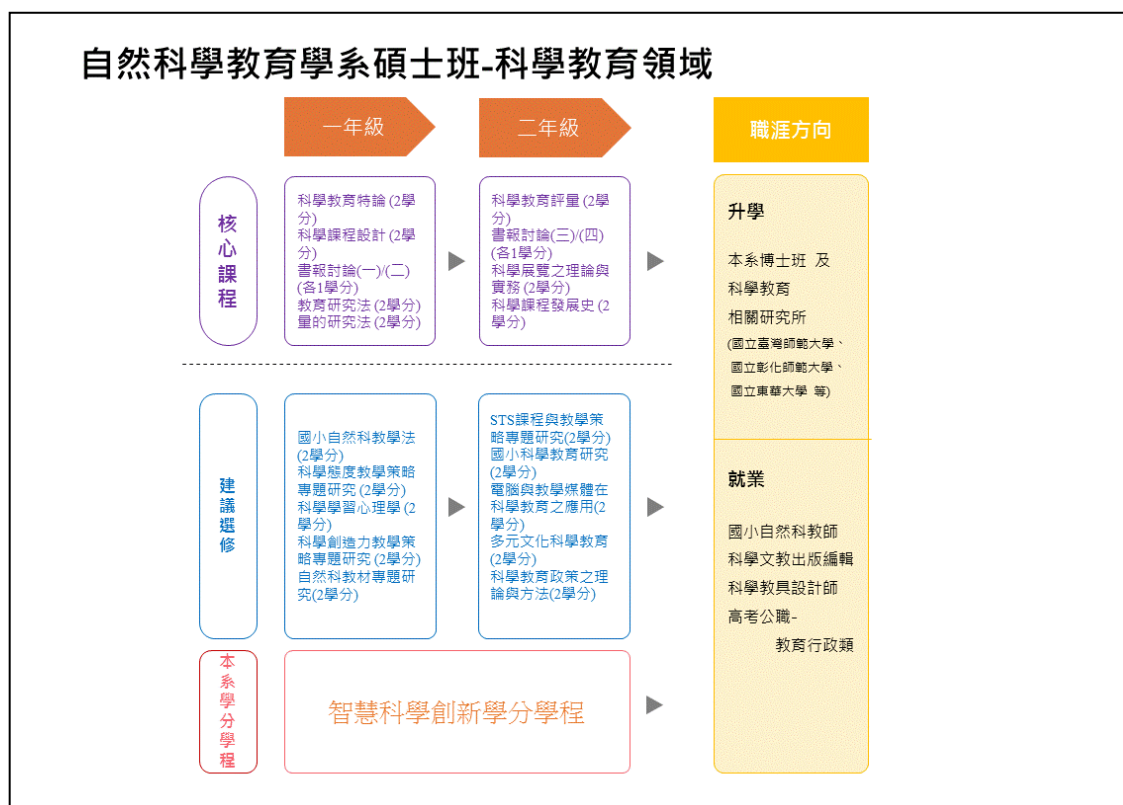 自然科學教育學系碩士班-科學教育領域
一年級
二年級
職涯方向
核心課程
科學教育特論 (2學
分)
科學課程設計 (2學
分)
書報討論(一)/(二)
(各1學分)
教育研究法 (2學分)
量的研究法 (2學分)
科學教育評量 (2學
分)
書報討論(三)/(四)
(各1學分)
科學展覽之理論與
實務 (2學分)
科學課程發展史 (2
學分)
升學
本系博士班 及
科學教育
相關研究所
(國立臺灣師範大學、
國立彰化師範大學、
國立東華大學 等)
建議選修
國小自然科教學法
(2學分)
科學態度教學策略
專題研究 (2學分)
科學學習心理學 (2
學分)
科學創造力教學策
略專題研究 (2學分)
自然科教材專題研
究(2學分)
STS課程與教學策
略專題研究(2學分)
國小科學教育研究
(2學分)
電腦與教學媒體在
科學教育之應用(2
學分)
多元文化科學教育
(2學分)
科學教育政策之理
論與方法(2學分)
就業
國小自然科教師
科學文教出版編輯
科學教具設計師
高考公職-
教育行政類
本系學分學程
智慧科學創新學分學程